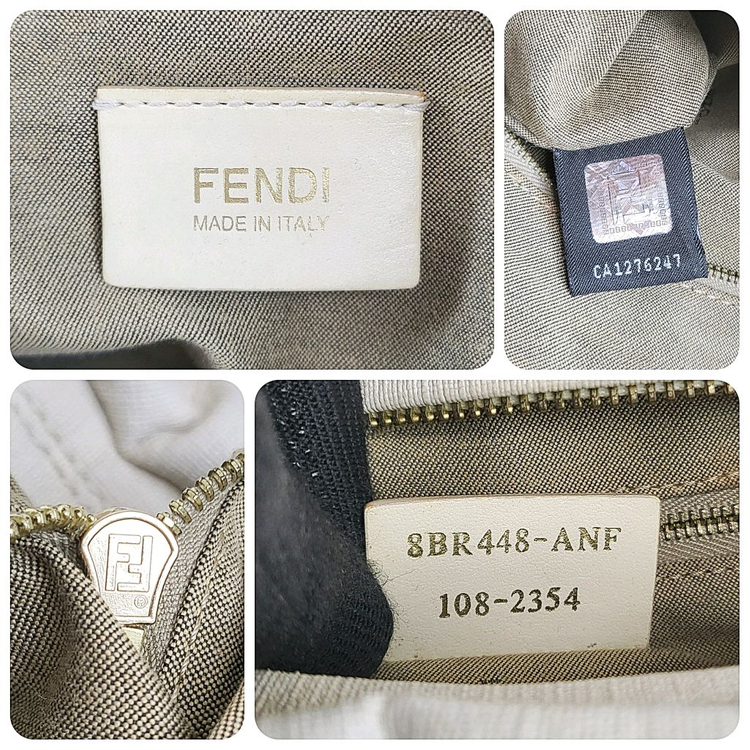 FENDI
MADE IN ITALY
CA1276247
8BR448-ANF
108-2354